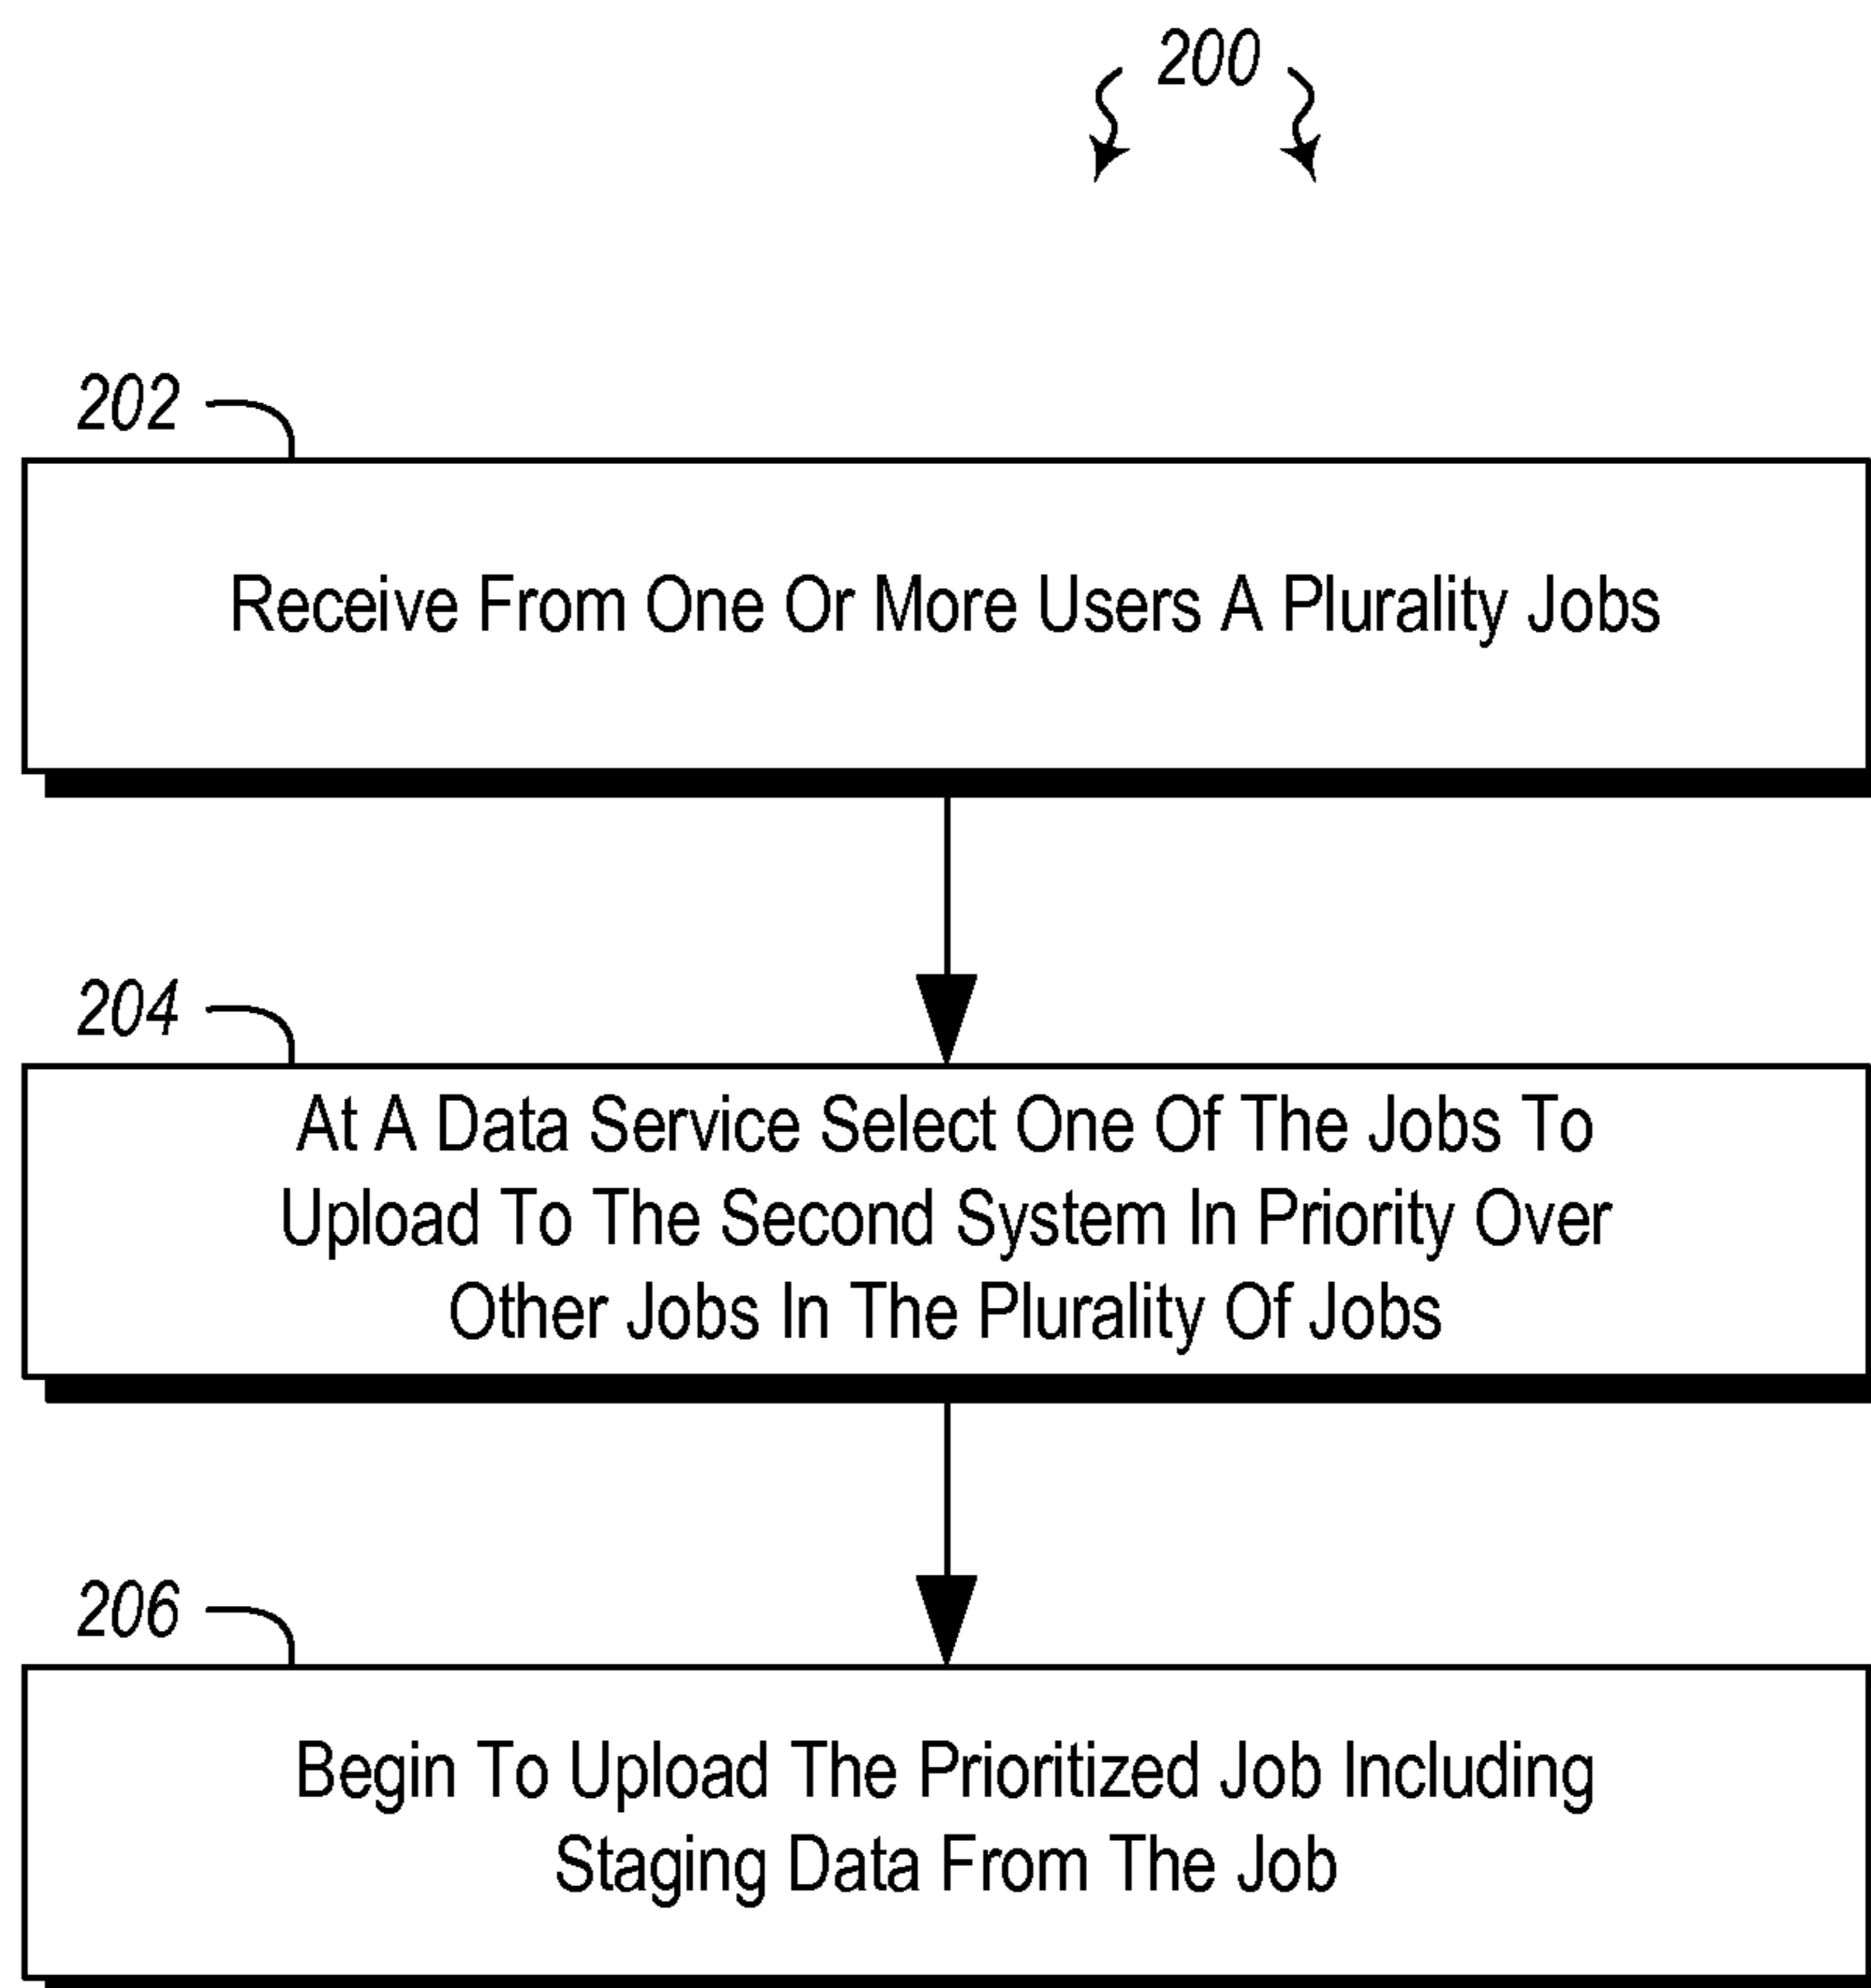 200
202
Receive From One Or More Users A Plurality Jobs
204
At A Data Service Select One Of The Jobs To
Upload To The Second System In Priority Over
Other Jobs In The Plurality Of Jobs
206
Begin To Upload The Prioritized Job Including
Staging Data From The Job